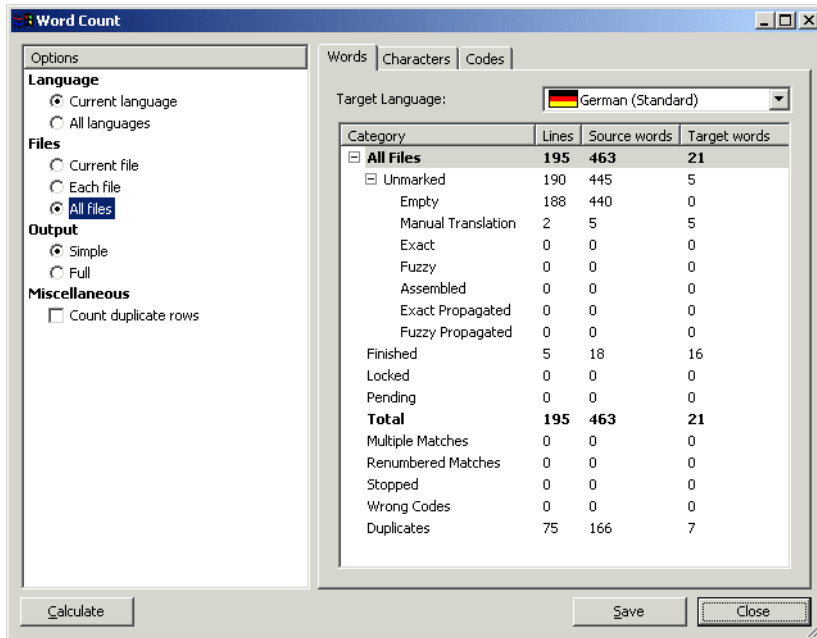 Word Count
Options
Language
Current language
All languages
Files
Current file
Each file
All files
Output
Simple
Full
Miscellaneous
Count duplicate rows
Words Characters Codes
Target Language: German (Standard)
Category Lines Source words Target words
All Files 195 463 21
Unmarked 190 445 5
Empty 188 440 0
Manual Translation 2 5 5
Exact 0 0 0
Fuzzy 0 0 0
Assembled 0 0 0
Exact Propagated 0 0 0
Fuzzy Propagated 0 0 0
Finished 5 18 16
Locked 0 0 0
Pending 0 0 0
Total 195 463 21
Multiple Matches 0 0 0
Renumbered Matches 0 0 0
Stopped 0 0 0
Wrong Codes 0 0 0
Duplicates 75 166 7
Calculate Save Close